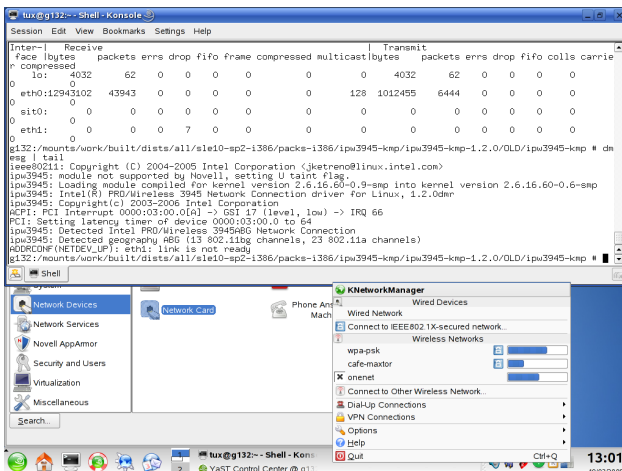 tux@g132:~ - Shell - Konsole
Session Edit View Bookmarks Settings Help
Inter-| Receive | Transmit
face |bytes packets errs drop fifo frame compressed multicast|bytes packets errs drop fifo colls carrie
r compressed
lo: 4032 62 0 0 0 0 0 0 4032 62 0 0 0 0 0
0 0
eth0:12943102 43943 0 0 0 0 0 128 1012455 6444 0 0 0 0
0 0
sit0: 0 0 0 0 0 0 0 0 0 0 0 0 0 0
0 0
eth1: 0 0 0 7 0 0 0 0 0 0 0 0 0 0
0 0
g132:/mounts/work/built/dists/all/sle10-sp2-i386/packs-i386/ipw3945-kmp/ipw3945-kmp-1.2.0/OLD/ipw3945-kmp # dm
esg | tail
ieee80211: Copyright (C) 2004-2005 Intel Corporation <jketreno@linux.intel.com>
ipw3945: module not supported by Novell, setting U taint flag.
ipw3945: Loading module compiled for kernel version 2.6.16.60-0.9-smp into kernel version 2.6.16.60-0.6-smp
ipw3945: Intel(R) PRO/Wireless 3945 Network Connection driver for Linux, 1.2.0dmr
ipw3945: Copyright(c) 2003-2006 Intel Corporation
ACPI: PCI Interrupt 0000:03:00.0[A] -> GSI 17 (level, low) -> IRQ 66
PCI: Setting latency timer of device 0000:03:00.0 to 64
ipw3945: Detected Intel PRO/Wireless 3945ABG Network Connection
ipw3945: Detected geography ABG (13 802.11bg channels, 23 802.11a channels)
ADDRCONF(NETDEV_UP): eth1: link is not ready
g132:/mounts/work/built/dists/all/sle10-sp2-i386/packs-i386/ipw3945-kmp/ipw3945-kmp-1.2.0/OLD/ipw3945-kmp #
Shell
System
Network Devices
Network Services
Novell AppArmor
Security and Users
Virtualization
Miscellaneous
Search...
Network Card
Phone Ans
Mach
KNetworkManager
Wired Devices
Wired Network
Connect to IEEE802.1X-secured network...
Wireless Networks
wpa-psk
cafe-maxtor
onenet
Connect to Other Wireless Network...
Dial-Up Connections
VPN Connections
Options
Help
Quit Ctrl+Q
1
2
tux@g132:~ - Shell - Kons
YaST Control Center @ g13
13:01